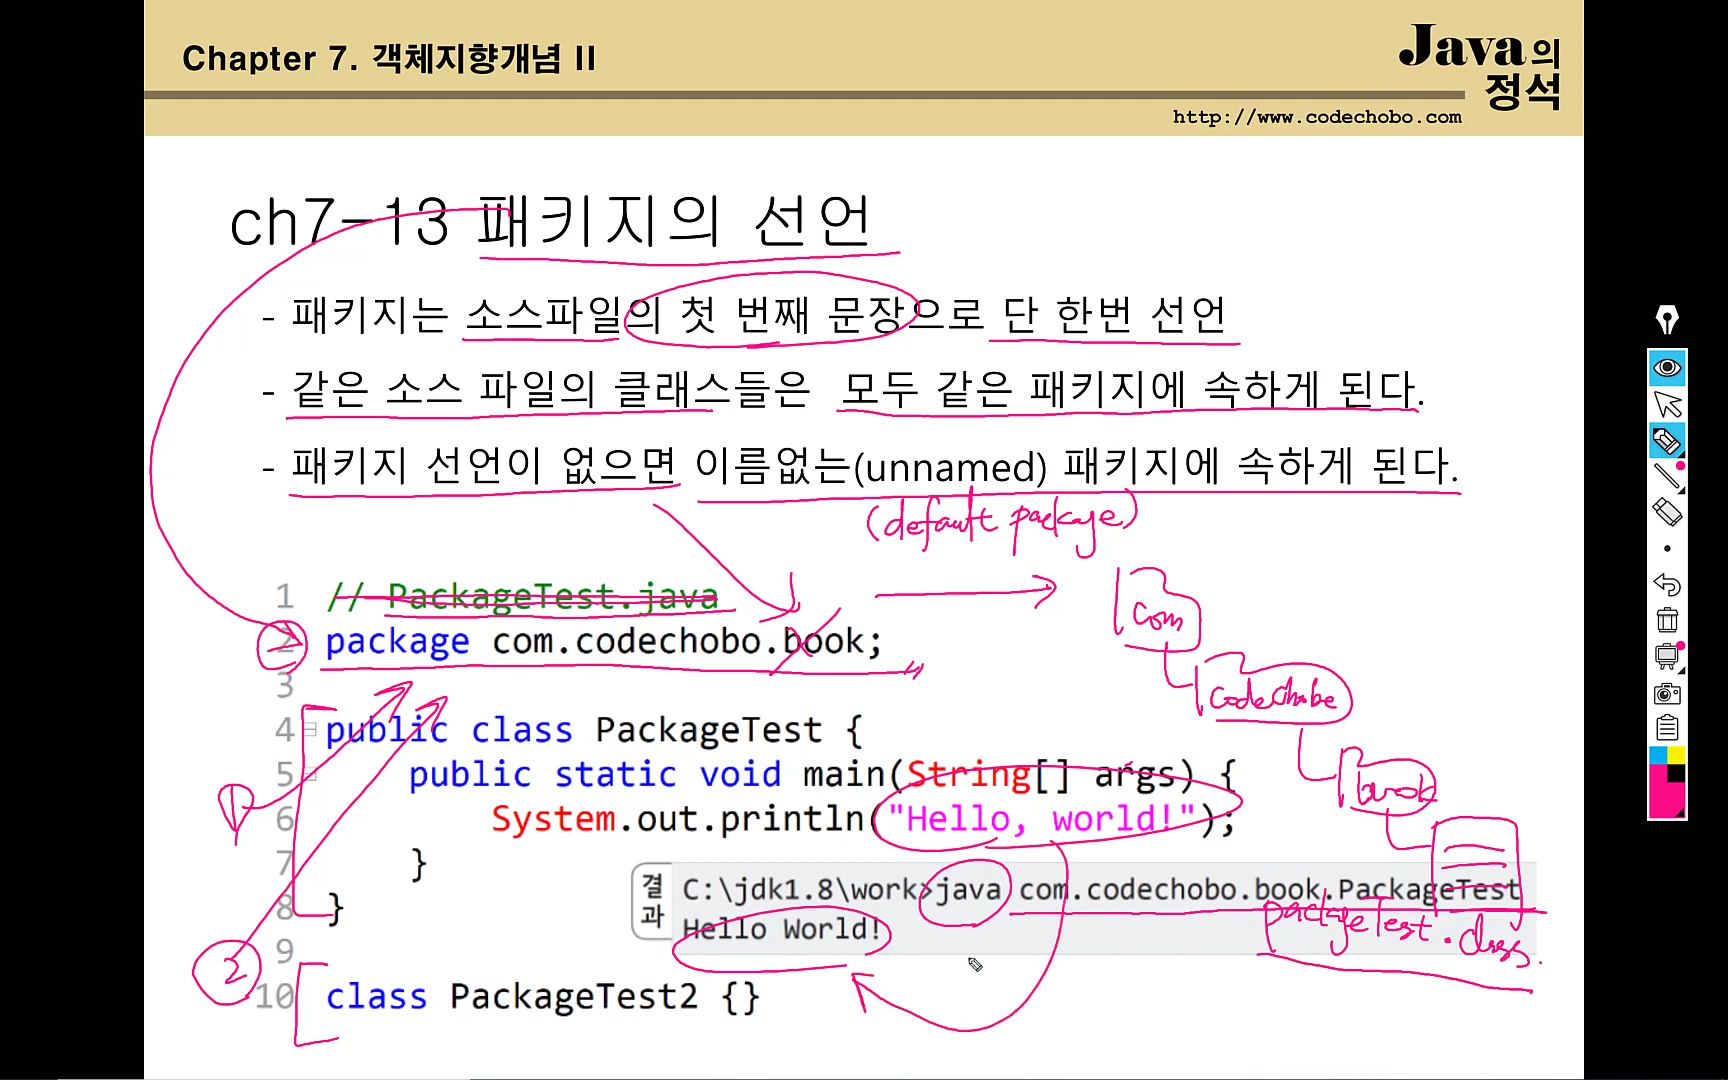 Chapter 7. 객체지향개념 II
Java의
정석
http://www.codechobo.com
ch7-13 패키지의 선언
- 패키지는 소스파일의 첫 번째 문장으로 단 한번 선언
- 같은 소스 파일의 클래스들은 모두 같은 패키지에 속하게 된다.
- 패키지 선언이 없으면 이름없는(unnamed) 패키지에 속하게 된다.
(default package)
1 // PackageTest.java
2 package com.codechobo.book;
3
4 public class PackageTest {
5 public static void main(String[] args) {
6 System.out.println("Hello, world!");
7 }
8 }
9
10 class PackageTest2 {}
com
codechobo
book
결과
C:\jdk1.8\work>java com.codechobo.book.PackageTest
Hello World!
packageTest.class
1
2